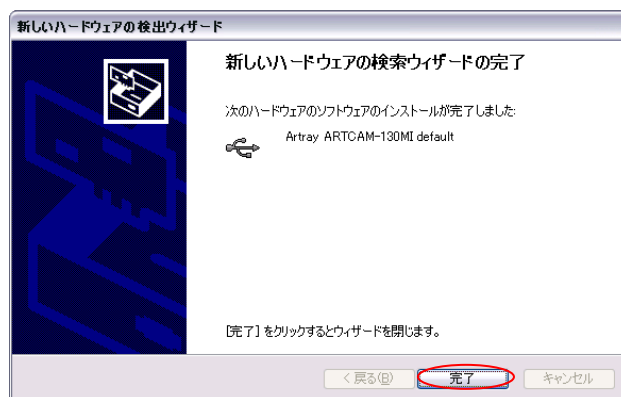 新しいハードウェアの検出ウィザード
新しいハードウェアの検索ウィザードの完了
次のハードウェアのソフトウェアのインストールが完了しました:
Artray ARTCAM-130MI default
[完了] をクリックするとウィザードを閉じます。
< 戻る(B) 完了 キャンセル